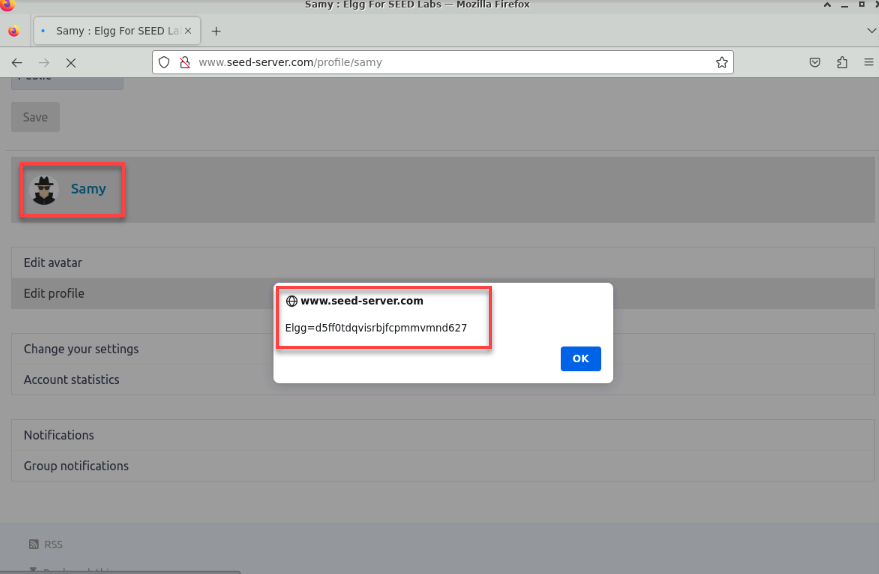 Samy : Elgg For SEED Labs — Mozilla Firefox
Samy : Elgg For SEED La
www.seed-server.com/profile/samy
Public
Save
Samy
Edit avatar
Edit profile
www.seed-server.com
Elgg=d5ff0tdqvisrbjfcpmmvmnd627
OK
Change your settings
Account statistics
Notifications
Group notifications
RSS